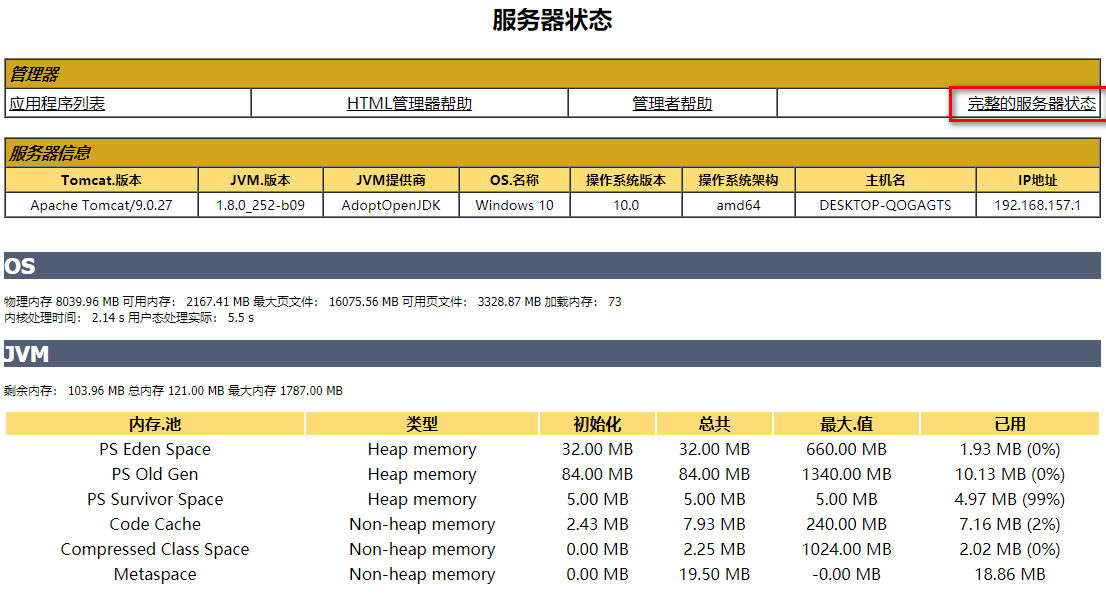 服务器状态
管理器
应用程序列表 HTML管理器帮助 管理者帮助 完整的服务器状态
服务器信息
Tomcat.版本 JVM.版本 JVM提供商 OS.名称 操作系统版本 操作系统架构 主机名 IP地址
Apache Tomcat/9.0.27 1.8.0_252-b09 AdoptOpenJDK Windows 10 10.0 amd64 DESKTOP-QOGAGTS 192.168.157.1
OS
物理内存 8039.96 MB 可用内存: 2167.41 MB 最大页文件: 16075.56 MB 可用页文件: 3328.87 MB 加载内存: 73
内核处理时间: 2.14 s 用户态处理实际: 5.5 s
JVM
剩余内存: 103.96 MB 总内存 121.00 MB 最大内存 1787.00 MB
内存.池 类型 初始化 总共 最大.值 已用
PS Eden Space Heap memory 32.00 MB 32.00 MB 660.00 MB 1.93 MB (0%)
PS Old Gen Heap memory 84.00 MB 84.00 MB 1340.00 MB 10.13 MB (0%)
PS Survivor Space Heap memory 5.00 MB 5.00 MB 5.00 MB 4.97 MB (99%)
Code Cache Non-heap memory 2.43 MB 7.93 MB 240.00 MB 7.16 MB (2%)
Compressed Class Space Non-heap memory 0.00 MB 2.25 MB 1024.00 MB 2.02 MB (0%)
Metaspace Non-heap memory 0.00 MB 19.50 MB -0.00 MB 18.86 MB